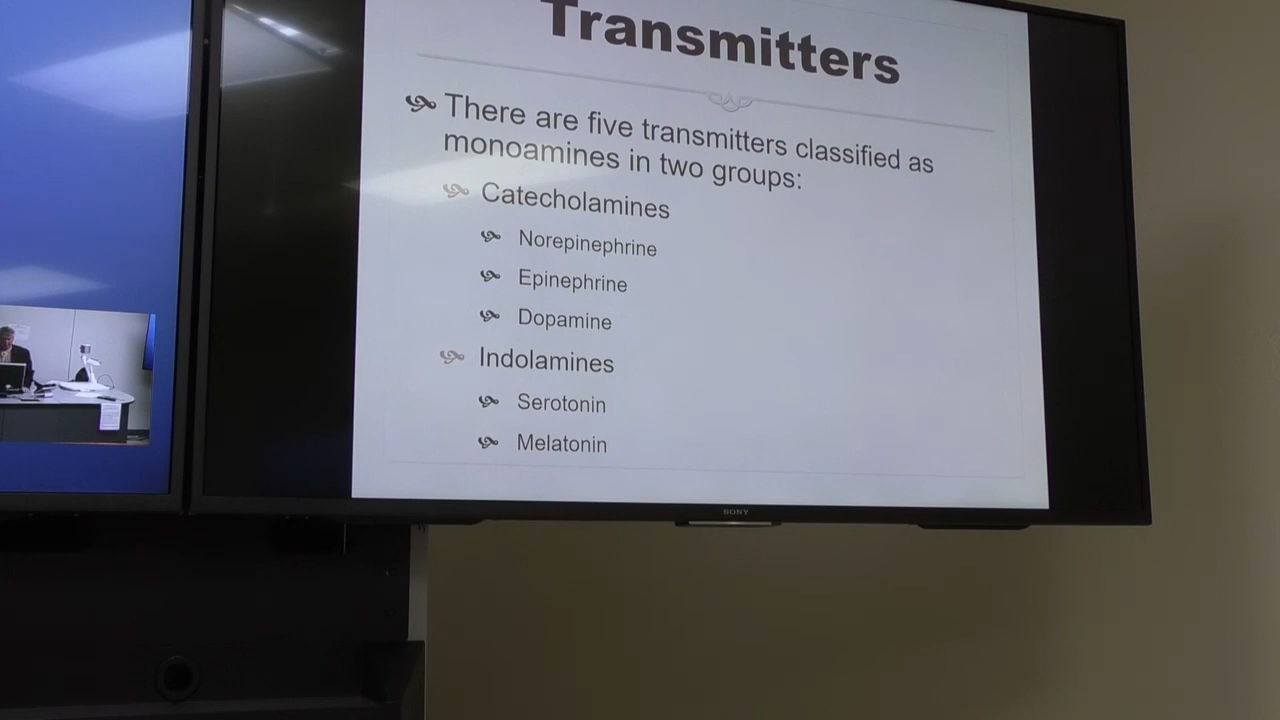 Transmitters
There are five transmitters classified as
monoamines in two groups:
Catecholamines
Norepinephrine
Epinephrine
Dopamine
Indolamines
Serotonin
Melatonin
SONY